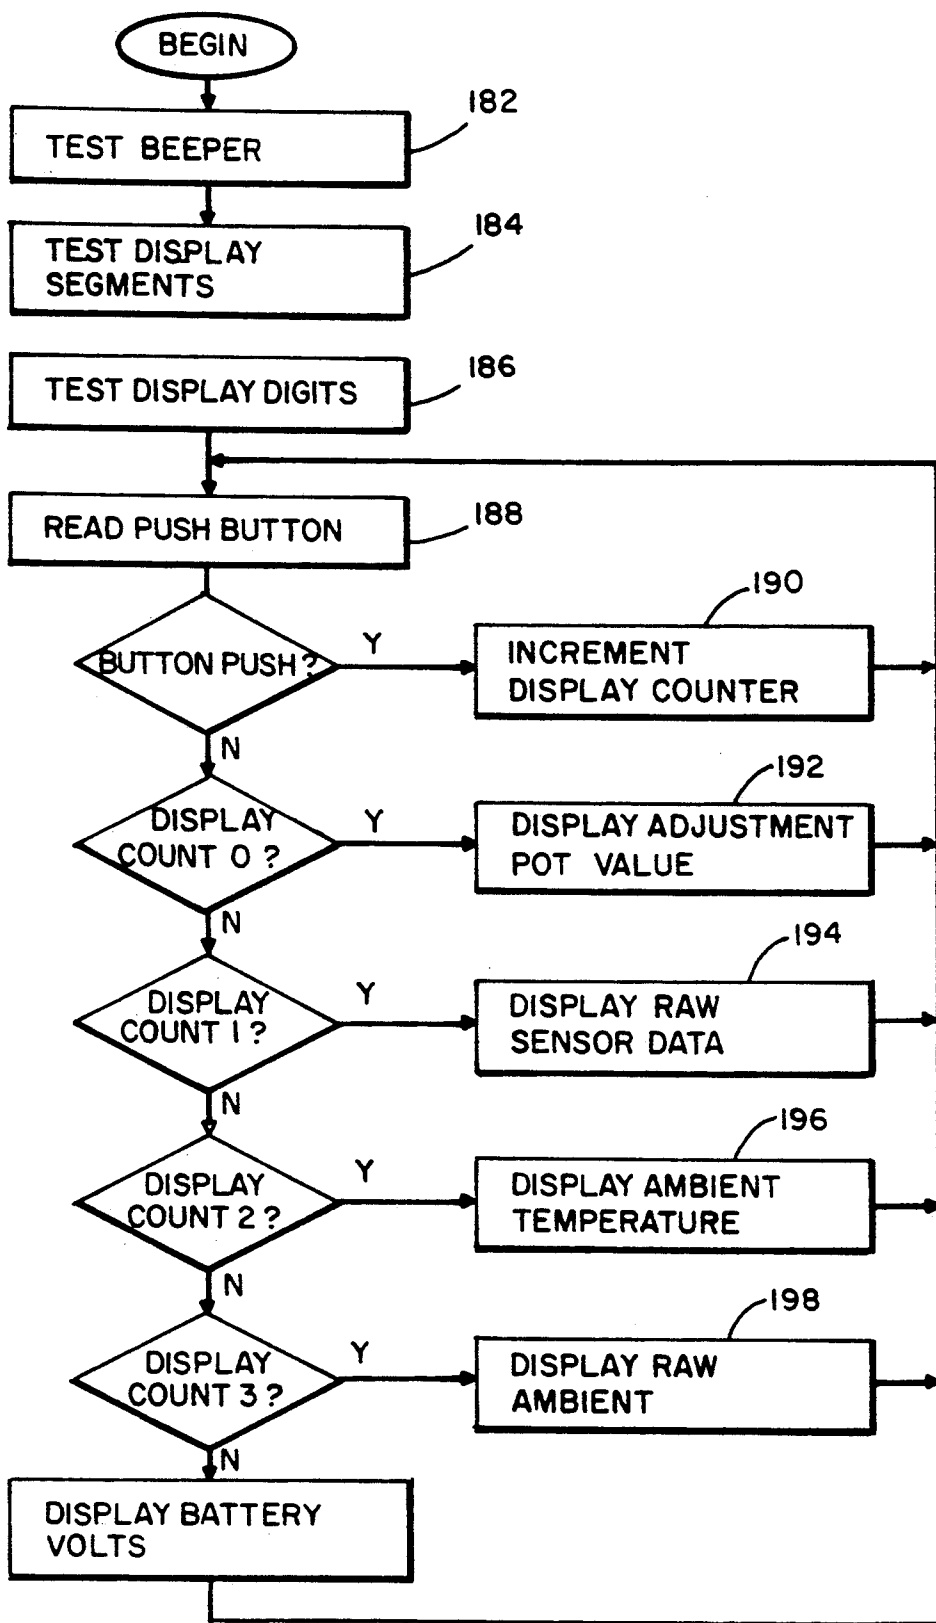 BEGIN
182
TEST BEEPER
184
TEST DISPLAY
SEGMENTS
186
TEST DISPLAY DIGITS
188
READ PUSH BUTTON
190
BUTTON PUSH?
Y
INCREMENT
DISPLAY COUNTER
N
192
DISPLAY
COUNT 0 ?
Y
DISPLAY ADJUSTMENT
POT VALUE
N
194
DISPLAY
COUNT 1 ?
Y
DISPLAY RAW
SENSOR DATA
N
196
DISPLAY
COUNT 2 ?
Y
DISPLAY AMBIENT
TEMPERATURE
N
198
DISPLAY
COUNT 3 ?
Y
DISPLAY RAW
AMBIENT
N
DISPLAY BATTERY
VOLTS